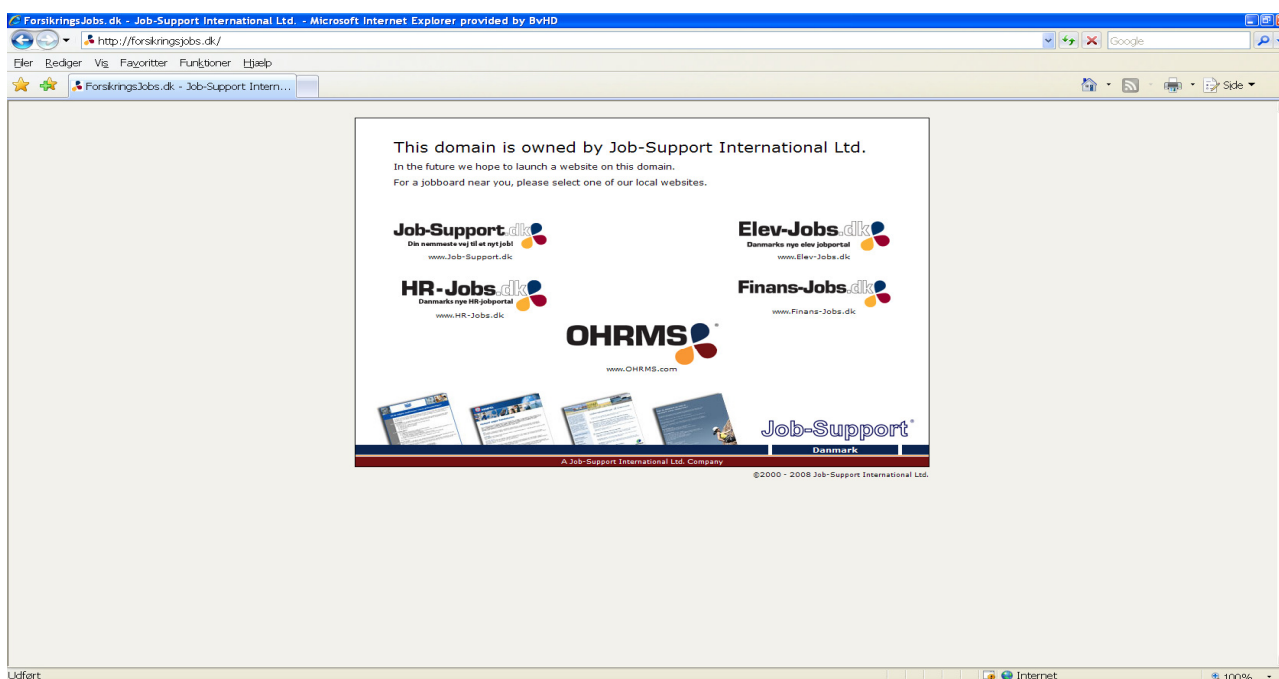 ForsikringsJobs.dk - Job-Support International Ltd. - Microsoft Internet Explorer provided by BvHD
http://forsikringsjobs.dk/
Google
Filer Rediger Vis Favoritter Funktioner Hjælp
ForsikringsJobs.dk - Job-Support Intern...
Side
This domain is owned by Job-Support International Ltd.
In the future we hope to launch a website on this domain.
For a jobboard near you, please select one of our local websites.
Job-Support.dk
Din nemmeste vej til et nyt job!
www.Job-Support.dk
Elev-Jobs.dk
Danmarks nye elev jobportal
www.Elev-Jobs.dk
HR-Jobs.dk
Danmarks nye HR-jobportal
www.HR-Jobs.dk
Finans-Jobs.dk
www.Finans-Jobs.dk
OHRMS
www.OHRMS.com
Job-Support®
Danmark
A Job-Support International Ltd. Company
©2000 - 2008 Job-Support International Ltd.
Udført
Internet
100%